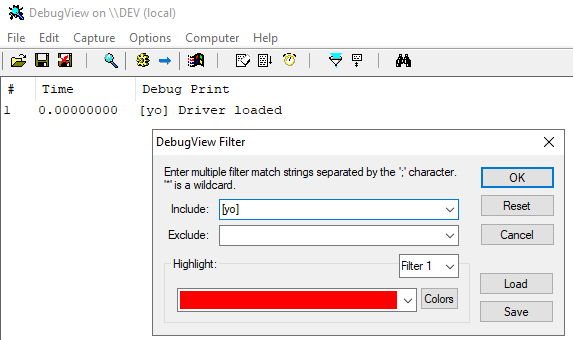 DebugView on \\DEV (local)
File Edit Capture Options Computer Help
# Time Debug Print
1 0.00000000 [yo] Driver loaded
DebugView Filter
Enter multiple filter match strings separated by the ';' character.
'*' is a wildcard.
OK
Include: [yo]
Reset
Exclude:
Cancel
Highlight: Filter 1
Load
Colors
Save